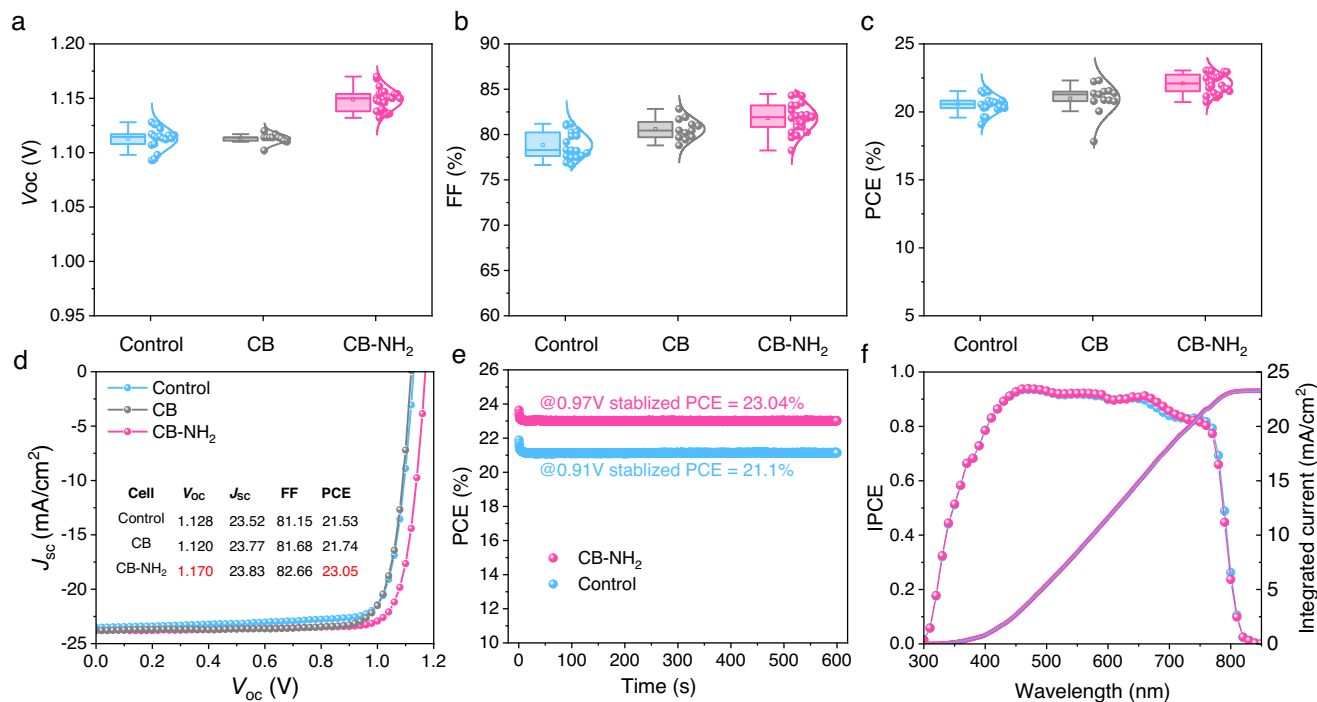 a
1.20
1.15
1.10
1.05
1.00
0.95
Voc (V)
Control
CB
CB-NH₂
b
90
85
80
75
70
65
60
FF (%)
Control
CB
CB-NH₂
c
25
20
15
10
5
PCE (%)
Control
CB
CB-NH₂
d
0
-5
-10
-15
-20
-25
Jsc (mA/cm²)
Control
CB
CB-NH₂
Cell Voc Jsc FF PCE
Control 1.128 23.52 81.15 21.53
CB 1.120 23.77 81.68 21.74
CB-NH₂ 1.170 23.83 82.66 23.05
0.0 0.2 0.4 0.6 0.8 1.0 1.2
Voc (V)
e
26
24
22
20
18
16
14
12
10
PCE (%)
@0.97V stablized PCE = 23.04%
@0.91V stablized PCE = 21.1%
CB-NH₂
Control
0 100 200 300 400 500 600
Time (s)
f
1.0
0.8
0.6
0.4
0.2
0.0
IPCE
30
25
20
15
10
5
0
Integrated current (mA/cm²)
300 400 500 600 700 800
Wavelength (nm)